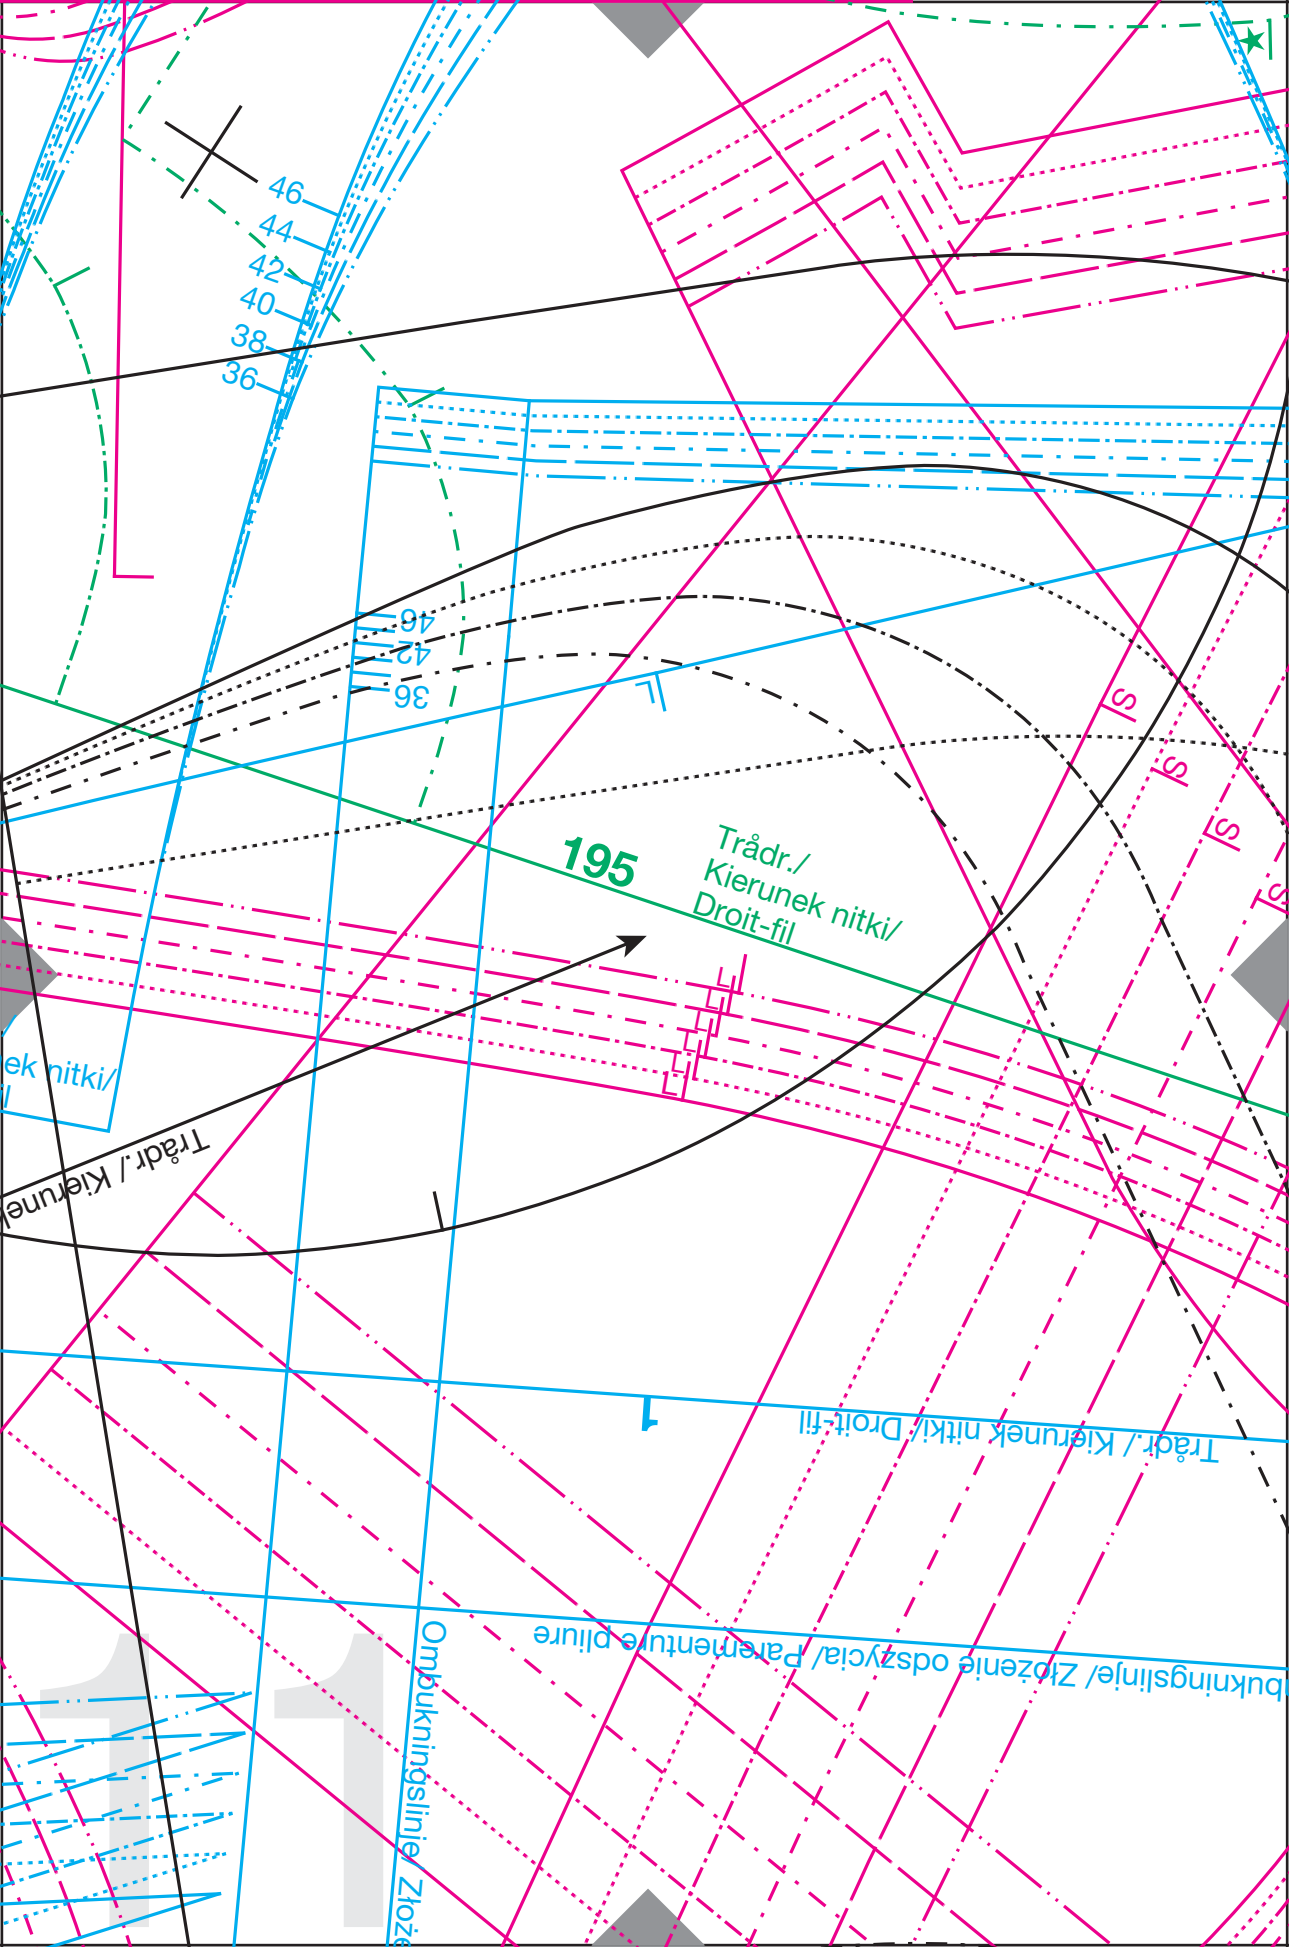 46
44
42
40
38
36
46
42
36
L
S
S
S
S
195
Trådr./
Kierunek nitki/
Droit-fil
L
L
L
L
L
L
ek nitki/
l
Trådr./ Kierunek
1
Trådr./ Kierunek nitki/ Droit-fil
bukningslinje/ Złożenie odszycia/ Parementure pliure
Ombukningslinje/ Złoże
11